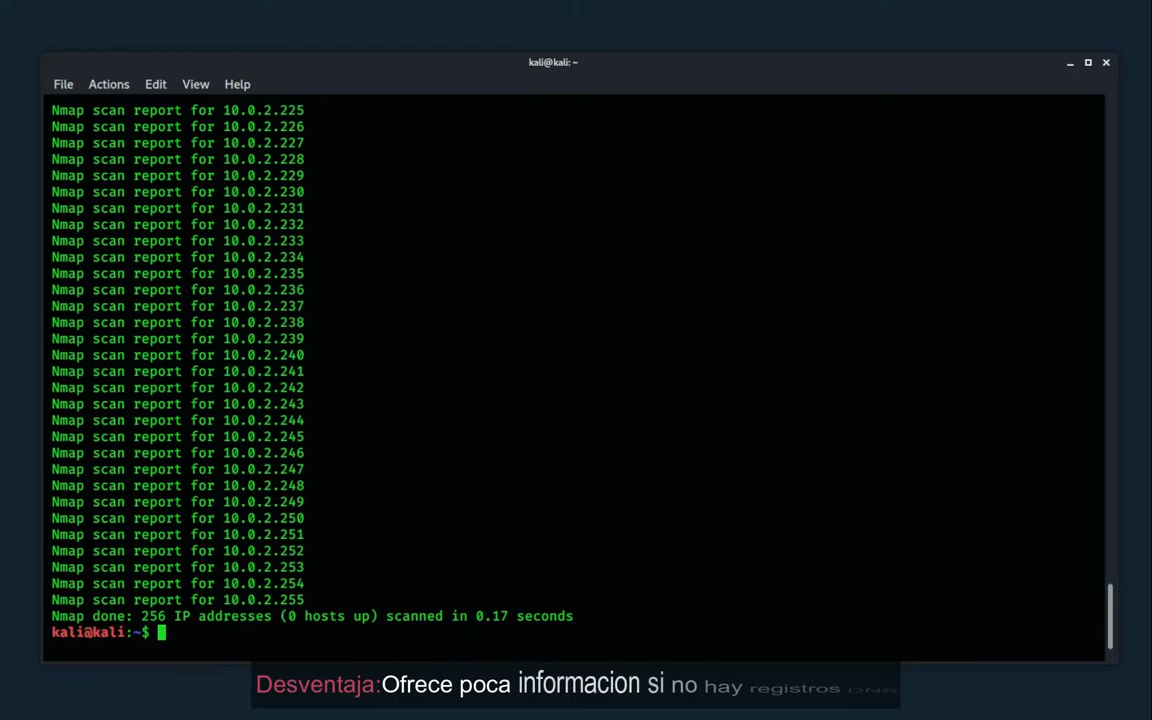 kali@kali: ~
File Actions Edit View Help
Nmap scan report for 10.0.2.225
Nmap scan report for 10.0.2.226
Nmap scan report for 10.0.2.227
Nmap scan report for 10.0.2.228
Nmap scan report for 10.0.2.229
Nmap scan report for 10.0.2.230
Nmap scan report for 10.0.2.231
Nmap scan report for 10.0.2.232
Nmap scan report for 10.0.2.233
Nmap scan report for 10.0.2.234
Nmap scan report for 10.0.2.235
Nmap scan report for 10.0.2.236
Nmap scan report for 10.0.2.237
Nmap scan report for 10.0.2.238
Nmap scan report for 10.0.2.239
Nmap scan report for 10.0.2.240
Nmap scan report for 10.0.2.241
Nmap scan report for 10.0.2.242
Nmap scan report for 10.0.2.243
Nmap scan report for 10.0.2.244
Nmap scan report for 10.0.2.245
Nmap scan report for 10.0.2.246
Nmap scan report for 10.0.2.247
Nmap scan report for 10.0.2.248
Nmap scan report for 10.0.2.249
Nmap scan report for 10.0.2.250
Nmap scan report for 10.0.2.251
Nmap scan report for 10.0.2.252
Nmap scan report for 10.0.2.253
Nmap scan report for 10.0.2.254
Nmap scan report for 10.0.2.255
Nmap done: 256 IP addresses (0 hosts up) scanned in 0.17 seconds
kali@kali:~$
Desventaja:Ofrece poca informacion si no hay registros DNS